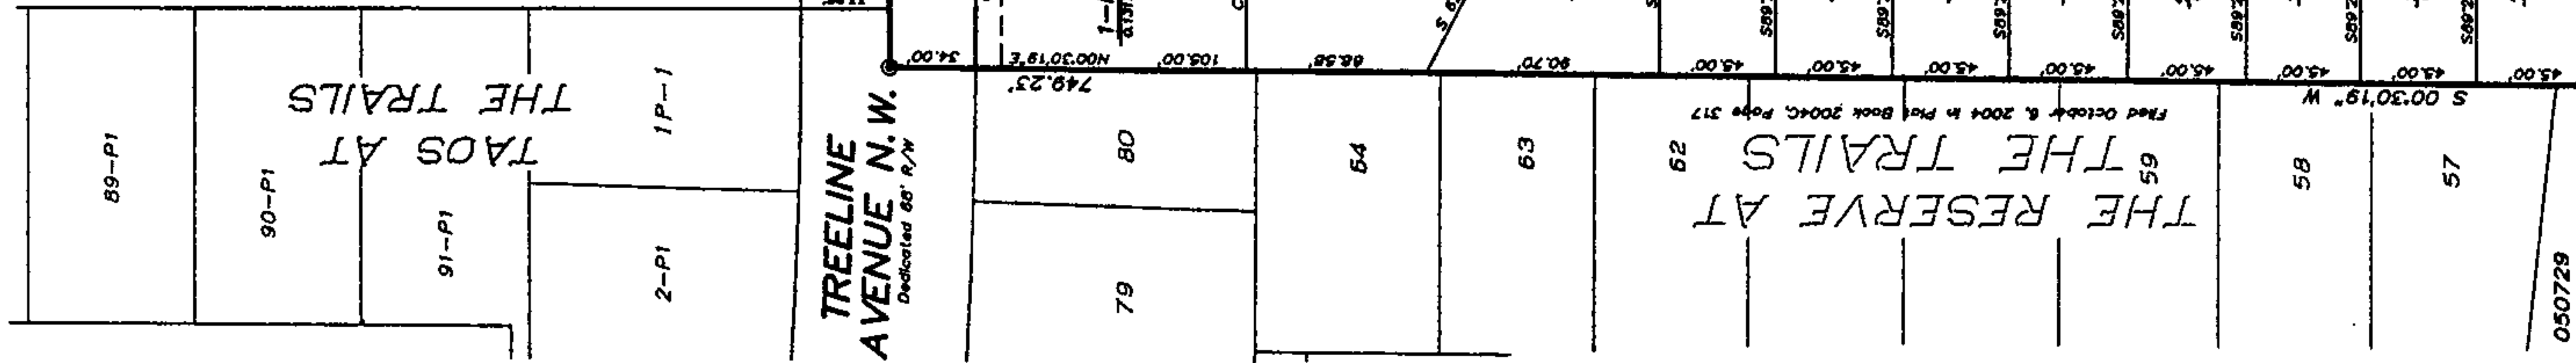 TAOS AT
THE TRAILS
89-P1
90-P1
91-P1
1P-1
2-P1
TREELINE
AVENUE N.W.
Dedicated 68' R/W
34.00'
N00°30'19"E
105.00'
749.23'
90.70'
45.00'
45.00'
45.00'
45.00'
45.00'
45.00'
45.00'
45.00'
S 00°30'19" W
80
79
64
63
62
59
58
57
THE RESERVE AT
THE TRAILS
Filed October 6, 2004 in Plat Book 2004C, Page 317
050729